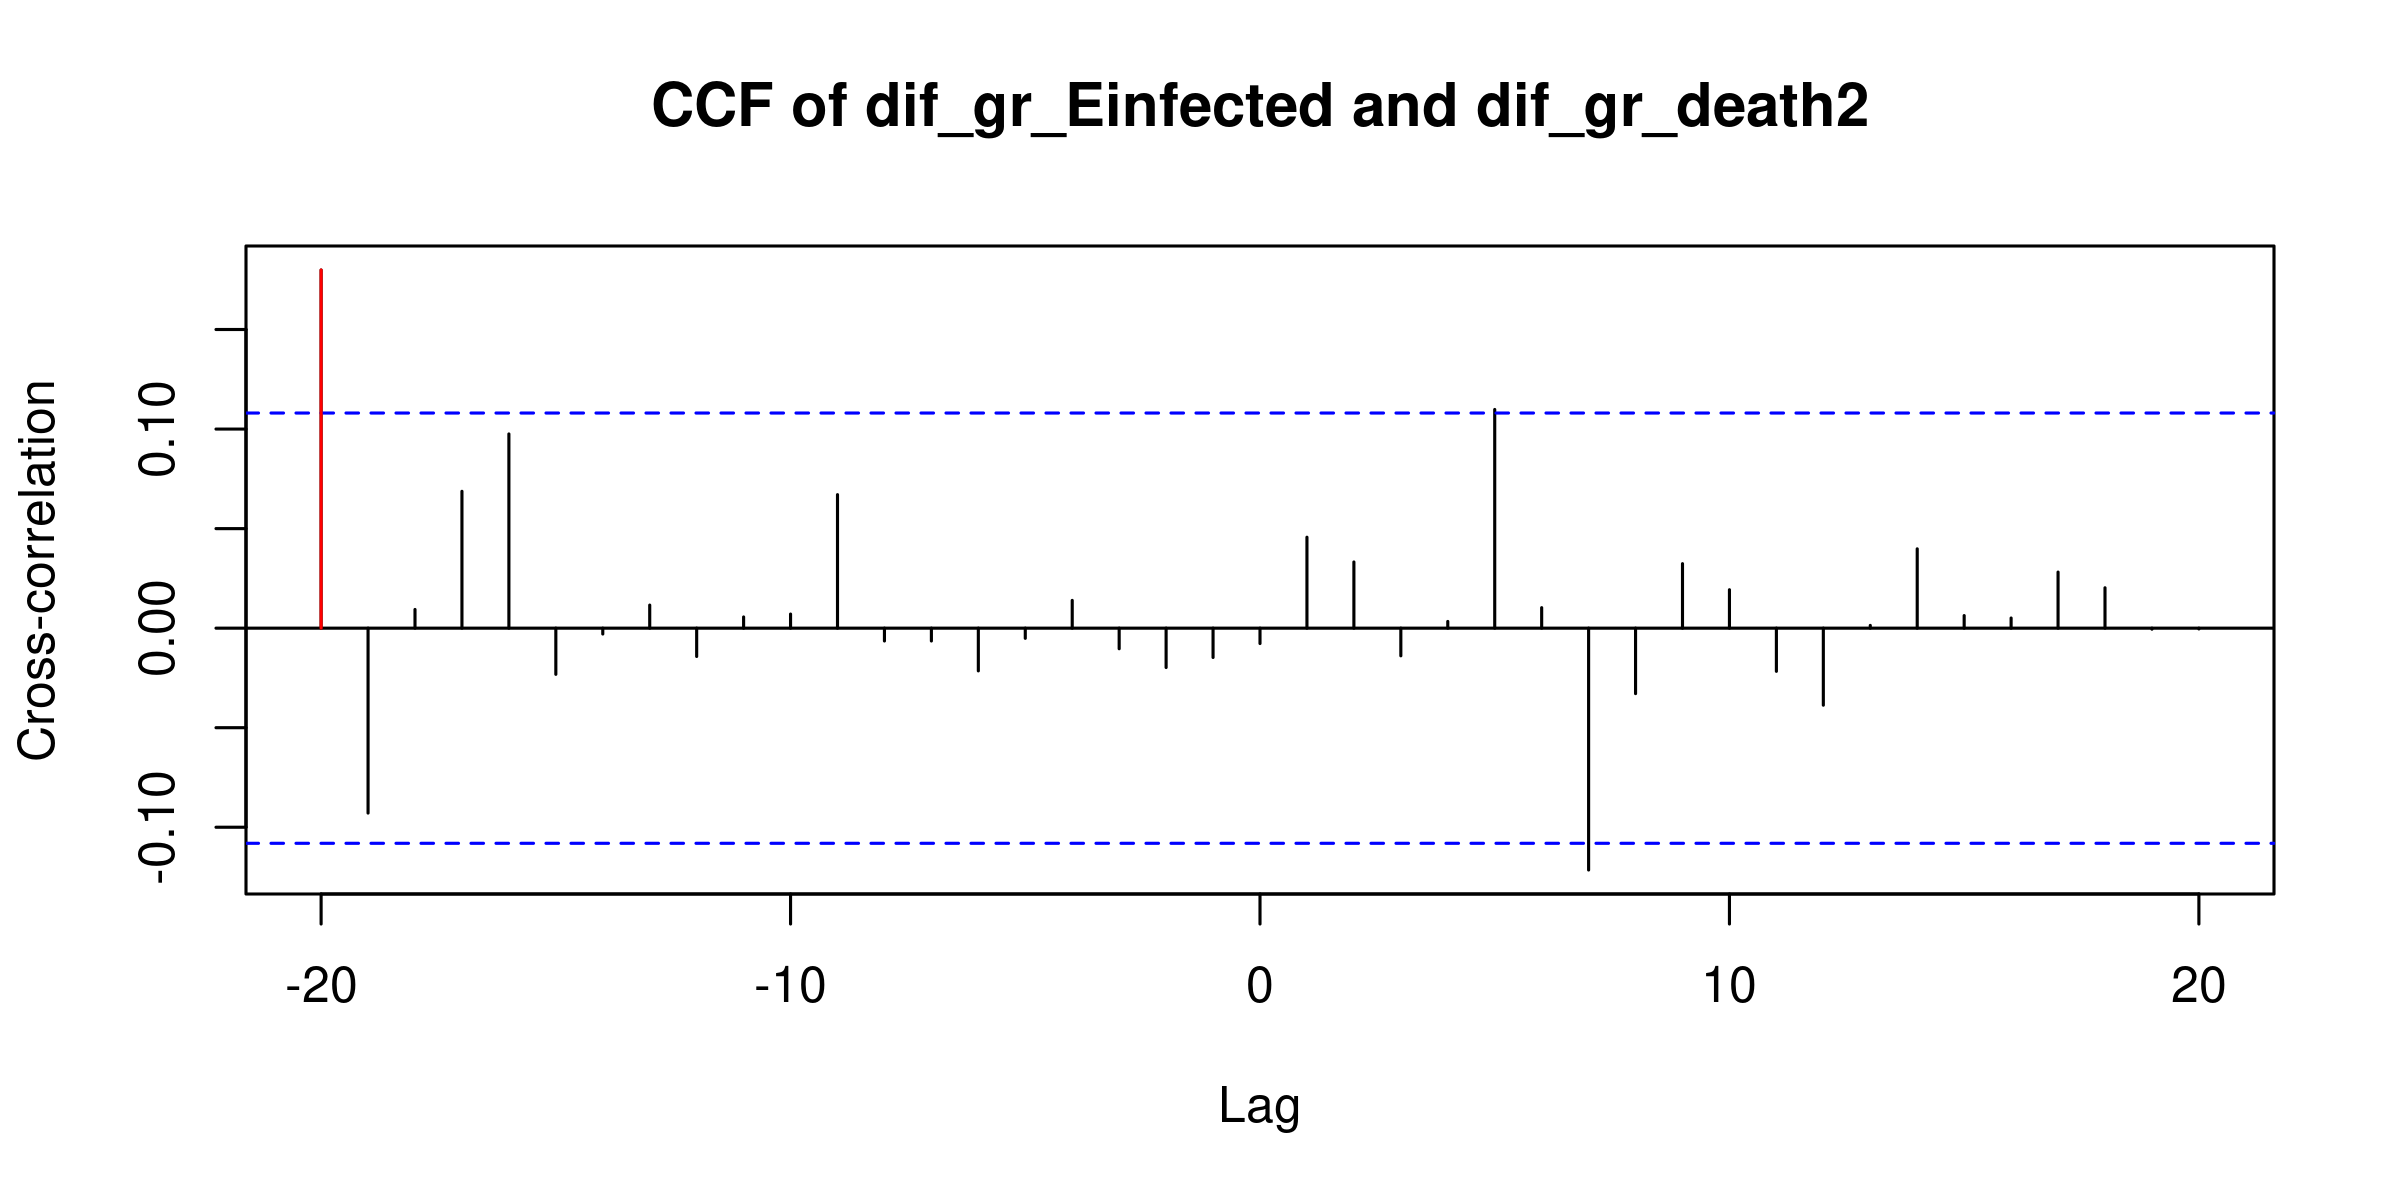 CCF of dif_gr_Einfected and dif_gr_death2
Cross-correlation
0.10
0.00
-0.10
-20
-10
0
10
20
Lag